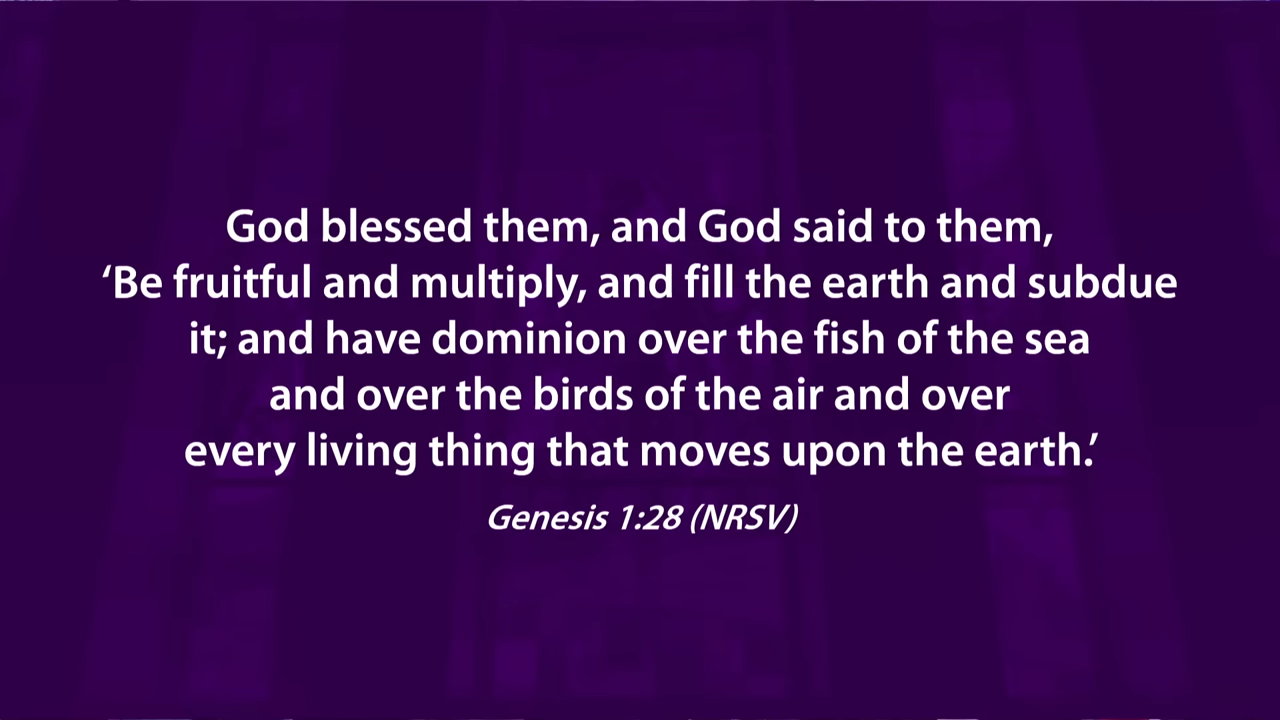 God blessed them, and God said to them,
‘Be fruitful and multiply, and fill the earth and subdue
it; and have dominion over the fish of the sea
and over the birds of the air and over
every living thing that moves upon the earth.’
Genesis 1:28 (NRSV)